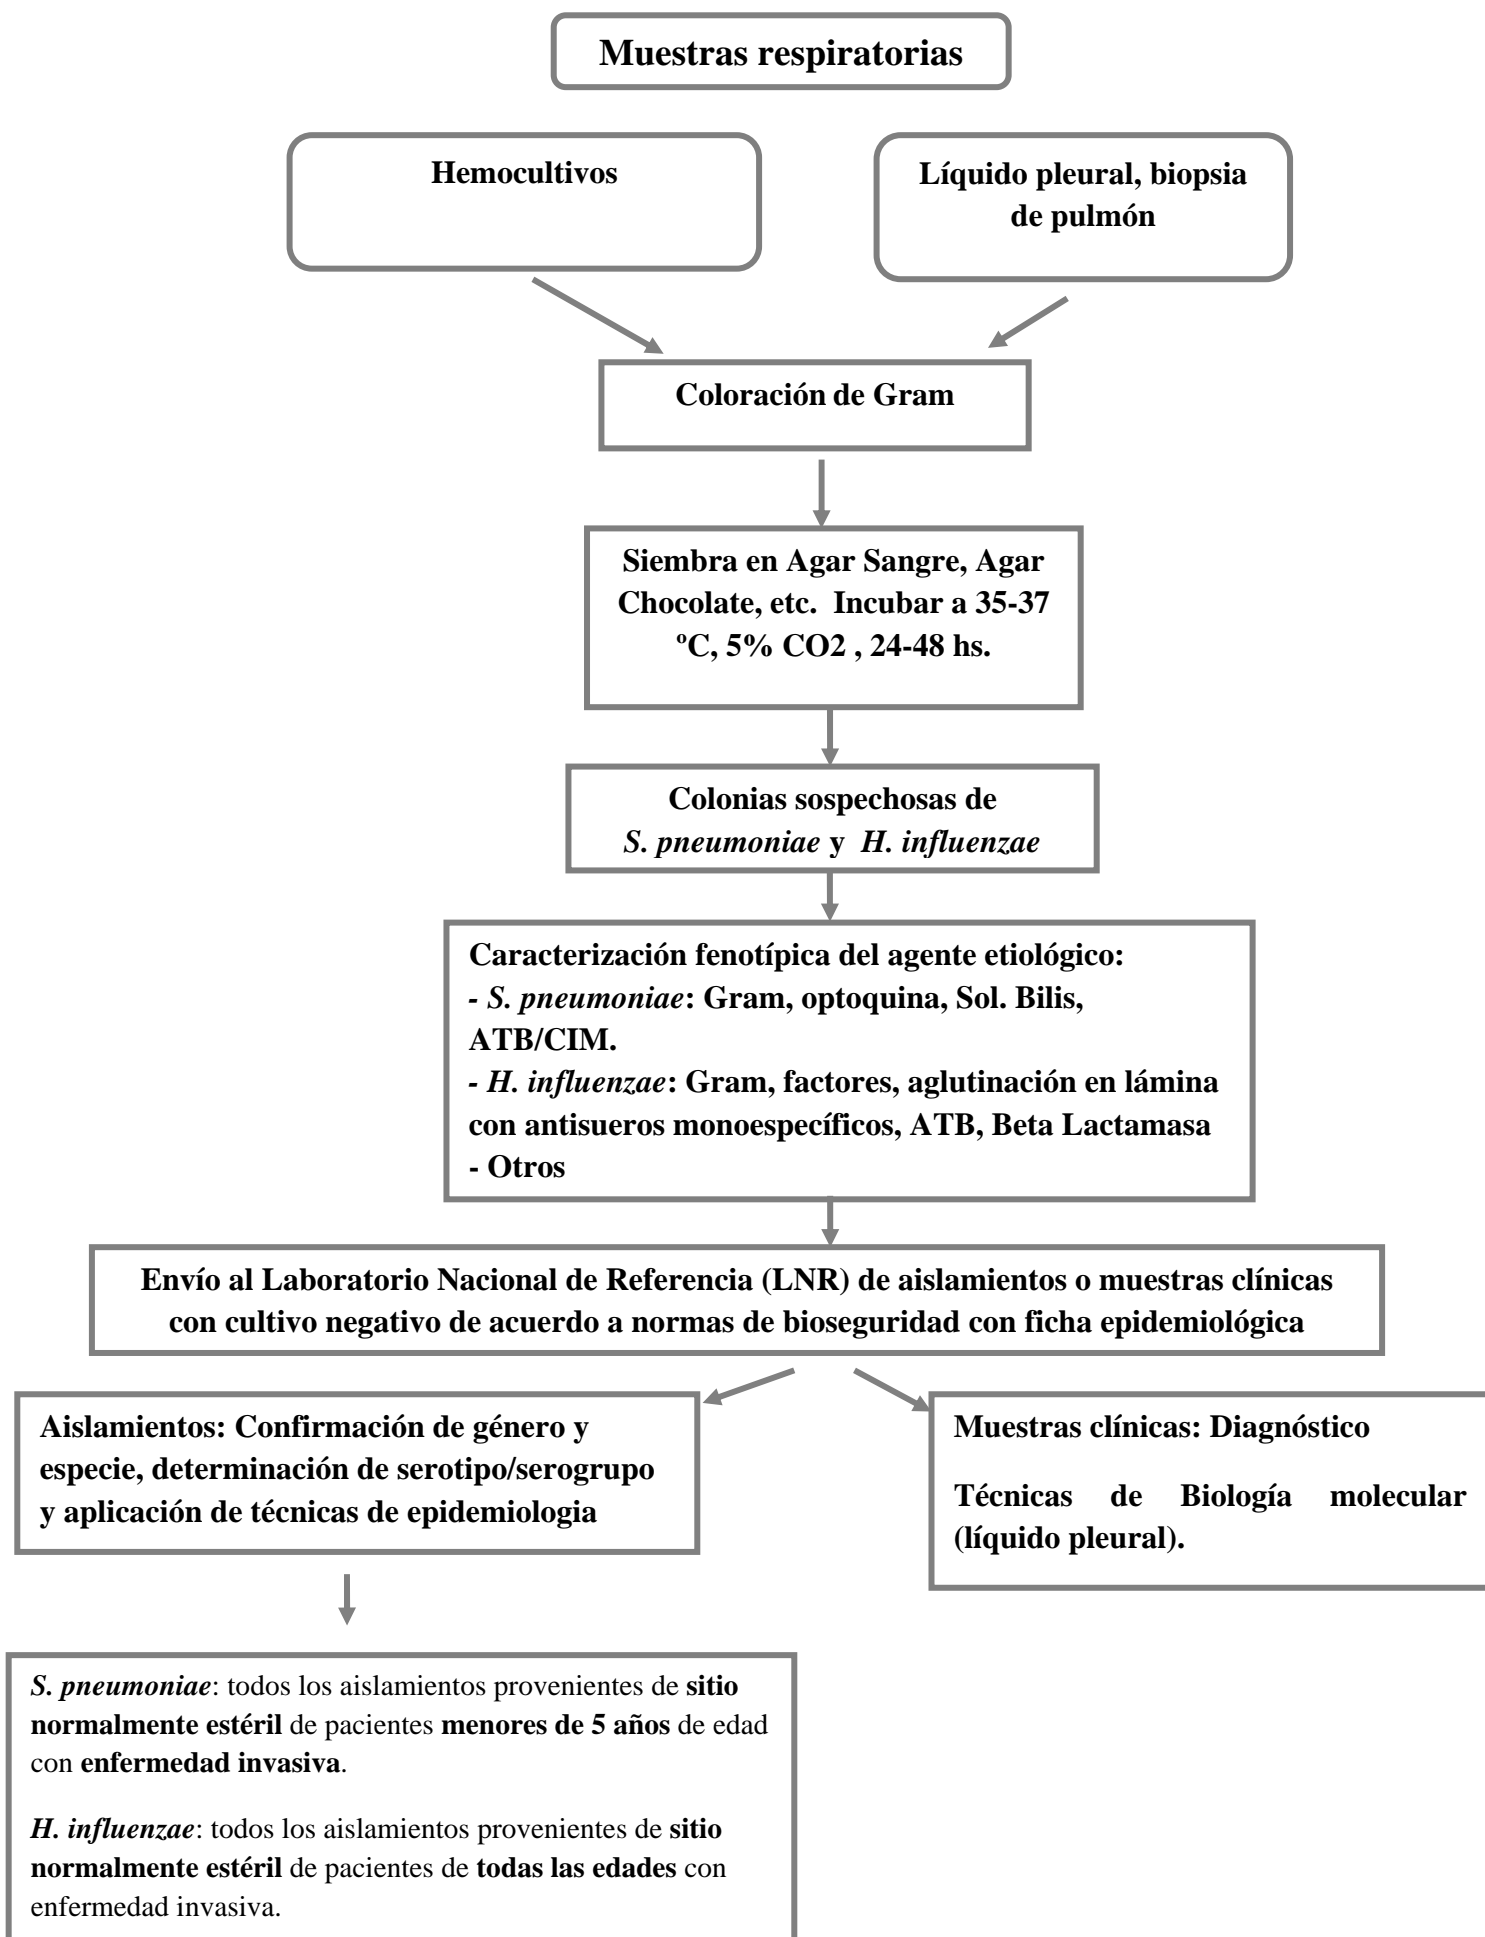 Muestras respiratorias
Hemocultivos
Líquido pleural, biopsia
de pulmón
Coloración de Gram
Siembra en Agar Sangre, Agar
Chocolate, etc.  Incubar a 35-37
ºC, 5% CO2 , 24-48 hs.
Colonias sospechosas de
S. pneumoniae y  H. influenzae
Caracterización fenotípica del agente etiológico:
- S. pneumoniae: Gram, optoquina, Sol. Bilis,
ATB/CIM.
- H. influenzae: Gram, factores, aglutinación en lámina
con antisueros monoespecíficos, ATB, Beta Lactamasa
- Otros
Envío al Laboratorio Nacional de Referencia (LNR) de aislamientos o muestras clínicas
con cultivo negativo de acuerdo a normas de bioseguridad con ficha epidemiológica
Aislamientos: Confirmación de género y
especie, determinación de serotipo/serogrupo
y aplicación de técnicas de epidemiologia
Muestras clínicas: Diagnóstico
Técnicas de Biología molecular
(líquido pleural).
S. pneumoniae: todos los aislamientos provenientes de sitio
normalmente estéril de pacientes menores de 5 años de edad
con enfermedad invasiva.
H. influenzae: todos los aislamientos provenientes de sitio
normalmente estéril de pacientes de todas las edades con
enfermedad invasiva.